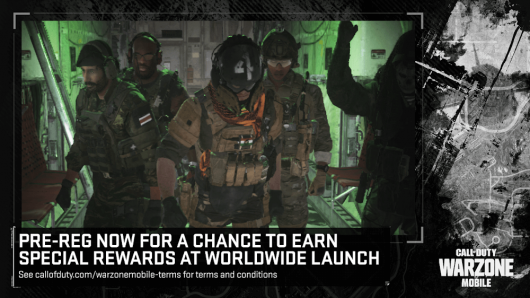 PRE-REG NOW FOR A CHANCE TO EARN
SPECIAL REWARDS AT WORLDWIDE LAUNCH
See callofduty.com/warzonemobile-terms for terms and conditions
CALL OF DUTY
WARZONE
MOBILE